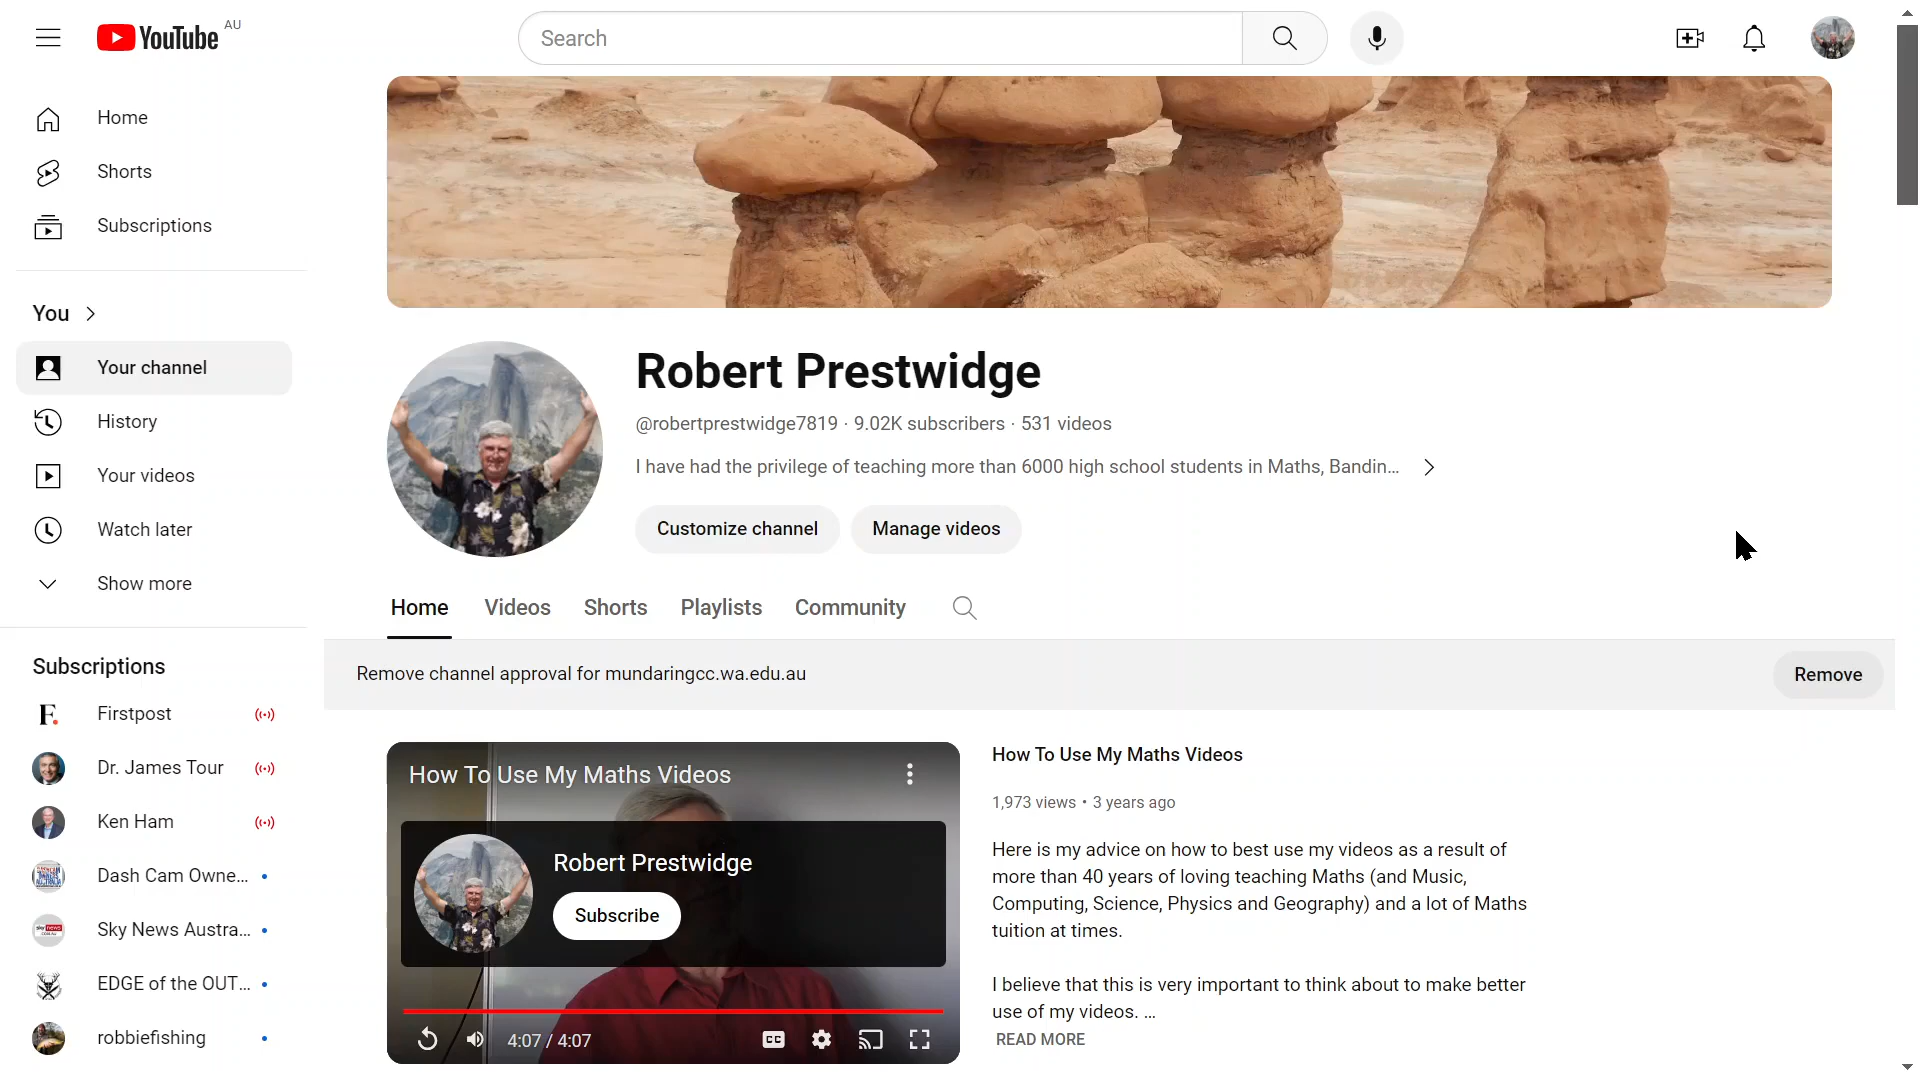 YouTube AU
Search
Home
Shorts
Subscriptions
You
Your channel
History
Your videos
Watch later
Show more
Subscriptions
Firstpost
Dr. James Tour
Ken Ham
Dash Cam Owne...
Sky News Austra...
EDGE of the OUT...
robbiefishing
Robert Prestwidge
@robertprestwidge7819 · 9.02K subscribers · 531 videos
I have had the privilege of teaching more than 6000 high school students in Maths, Bandin...
Customize channel
Manage videos
Home
Videos
Shorts
Playlists
Community
Remove channel approval for mundaringcc.wa.edu.au
Remove
How To Use My Maths Videos
Robert Prestwidge
Subscribe
4:07 / 4:07
CC
How To Use My Maths Videos
1,973 views • 3 years ago
Here is my advice on how to best use my videos as a result of
more than 40 years of loving teaching Maths (and Music,
Computing, Science, Physics and Geography) and a lot of Maths
tuition at times.
I believe that this is very important to think about to make better
use of my videos. ...
READ MORE